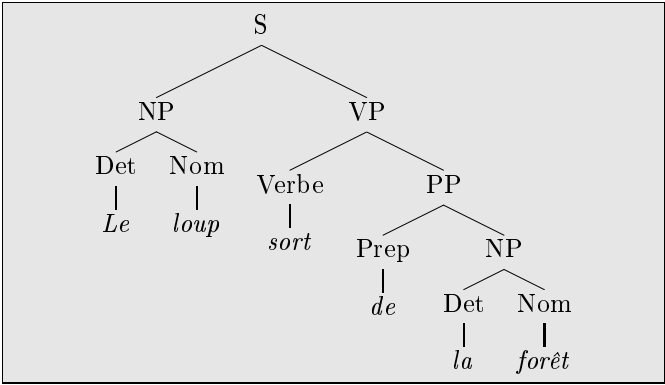 S
NP VP
Det Nom
Verbe PP
Le loup
sort
Prep NP
de
Det Nom
la forêt